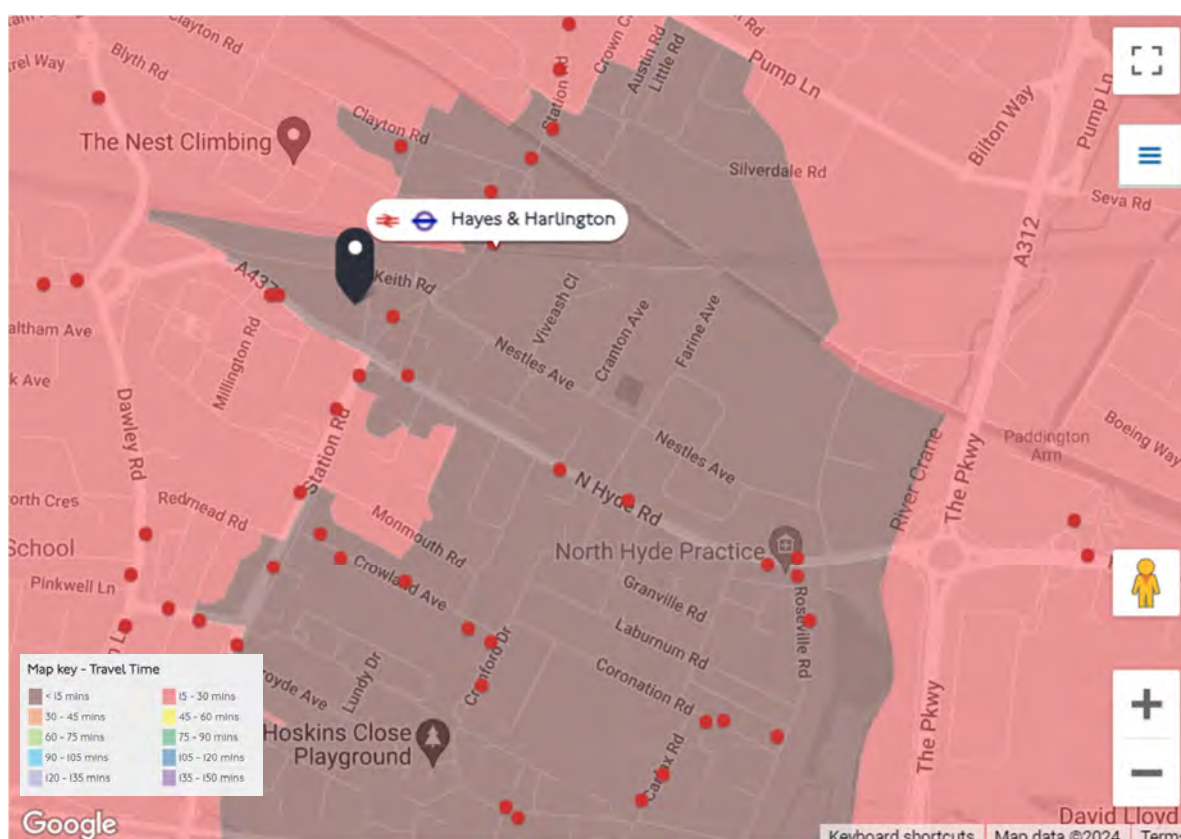 Clayton Rd
Crown C
Blyth Rd
Austin Rd
Little Rd
Pump Ln
Station Rd
Clayton Rd
The Nest Climbing
Bilton Way
Pump Ln
Silverdale Rd
Seva Rd
Hayes & Harlington
A312
A437
Keith Rd
Viveash Cl
Cranton Ave
Farine Ave
altham Ave
Millington Rd
Nestles Ave
k Ave
Dawley Rd
Station Rd
Nestles Ave
Paddington
Arm
Boeing Way
River Crane
The Pkwy
N Hyde Rd
orth Cres
Redmead Rd
Monmouth Rd
School
North Hyde Practice
Pinkwell Ln
Crowland Ave
Granville Rd
Roseville Rd
Laburnum Rd
Cranford Dr
Coronation Rd
Lundy Dr
royde Ave
Hoskins Close
Playground
Carfax Rd
The Pkwy
Map key - Travel Time
< 15 mins
15 - 30 mins
30 - 45 mins
45 - 60 mins
60 - 75 mins
75 - 90 mins
90 - 105 mins
105 - 120 mins
120 - 135 mins
135 - 150 mins
Google
David Lloyd
Keyboard shortcuts
Map data ©2024
Terms